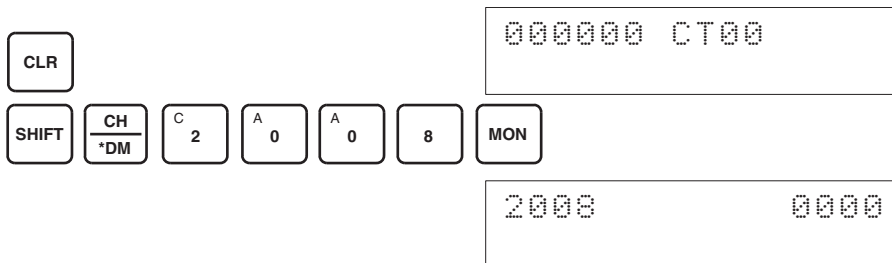 000000 CT00
CLR
SHIFT CH *DM C 2 A 0 A 0 8 MON
2008 0000